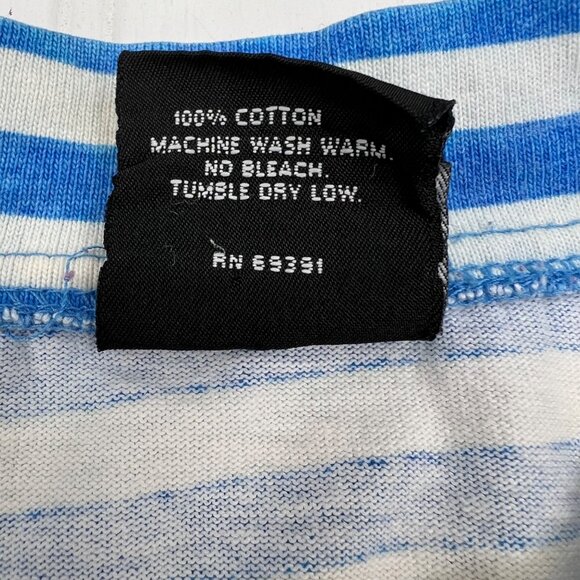 100% COTTON
MACHINE WASH WARM.
NO BLEACH.
TUMBLE DRY LOW.
RN 69391